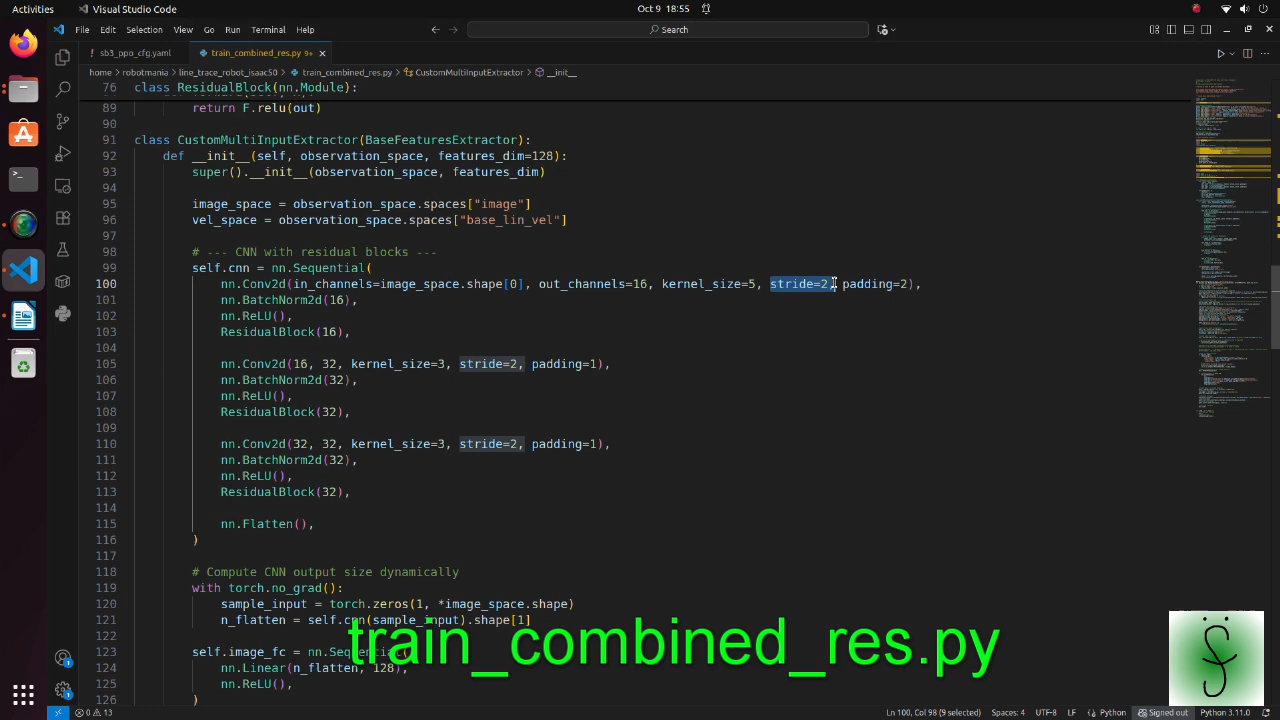 Activities
Visual Studio Code
Oct 9 18:55
File Edit Selection View Go Run Terminal Help
Search
sb3_ppo_cfg.yaml
train_combined_res.py 9+
home > robotmania > line_trace_robot_isaac50 > train_combined_res.py > CustomMultiInputExtractor > __init__
76 class ResidualBlock(nn.Module):
89 return F.relu(out)
90
91 class CustomMultiInputExtractor(BaseFeaturesExtractor):
92 def __init__(self, observation_space, features_dim=128):
93 super().__init__(observation_space, features_dim)
94
95 image_space = observation_space.spaces["image"]
96 vel_space = observation_space.spaces["base_lin_vel"]
97
98 # --- CNN with residual blocks ---
99 self.cnn = nn.Sequential(
100 nn.Conv2d(in_channels=image_space.shape[0], out_channels=16, kernel_size=5, stride=2, padding=2),
101 nn.BatchNorm2d(16),
102 nn.ReLU(),
103 ResidualBlock(16),
104
105 nn.Conv2d(16, 32, kernel_size=3, stride=2, padding=1),
106 nn.BatchNorm2d(32),
107 nn.ReLU(),
108 ResidualBlock(32),
109
110 nn.Conv2d(32, 32, kernel_size=3, stride=2, padding=1),
111 nn.BatchNorm2d(32),
112 nn.ReLU(),
113 ResidualBlock(32),
114
115 nn.Flatten(),
116 )
117
118 # Compute CNN output size dynamically
119 with torch.no_grad():
120 sample_input = torch.zeros(1, *image_space.shape)
121 n_flatten = self.cnn(sample_input).shape[1]
122
123 self.image_fc = nn.Sequential(
124 nn.Linear(n_flatten, 128),
125 nn.ReLU(),
126 )
train_combined_res.py
0 13
Ln 100, Col 98 (9 selected) Spaces: 4 UTF-8 LF Python Signed out Python 3.11.0